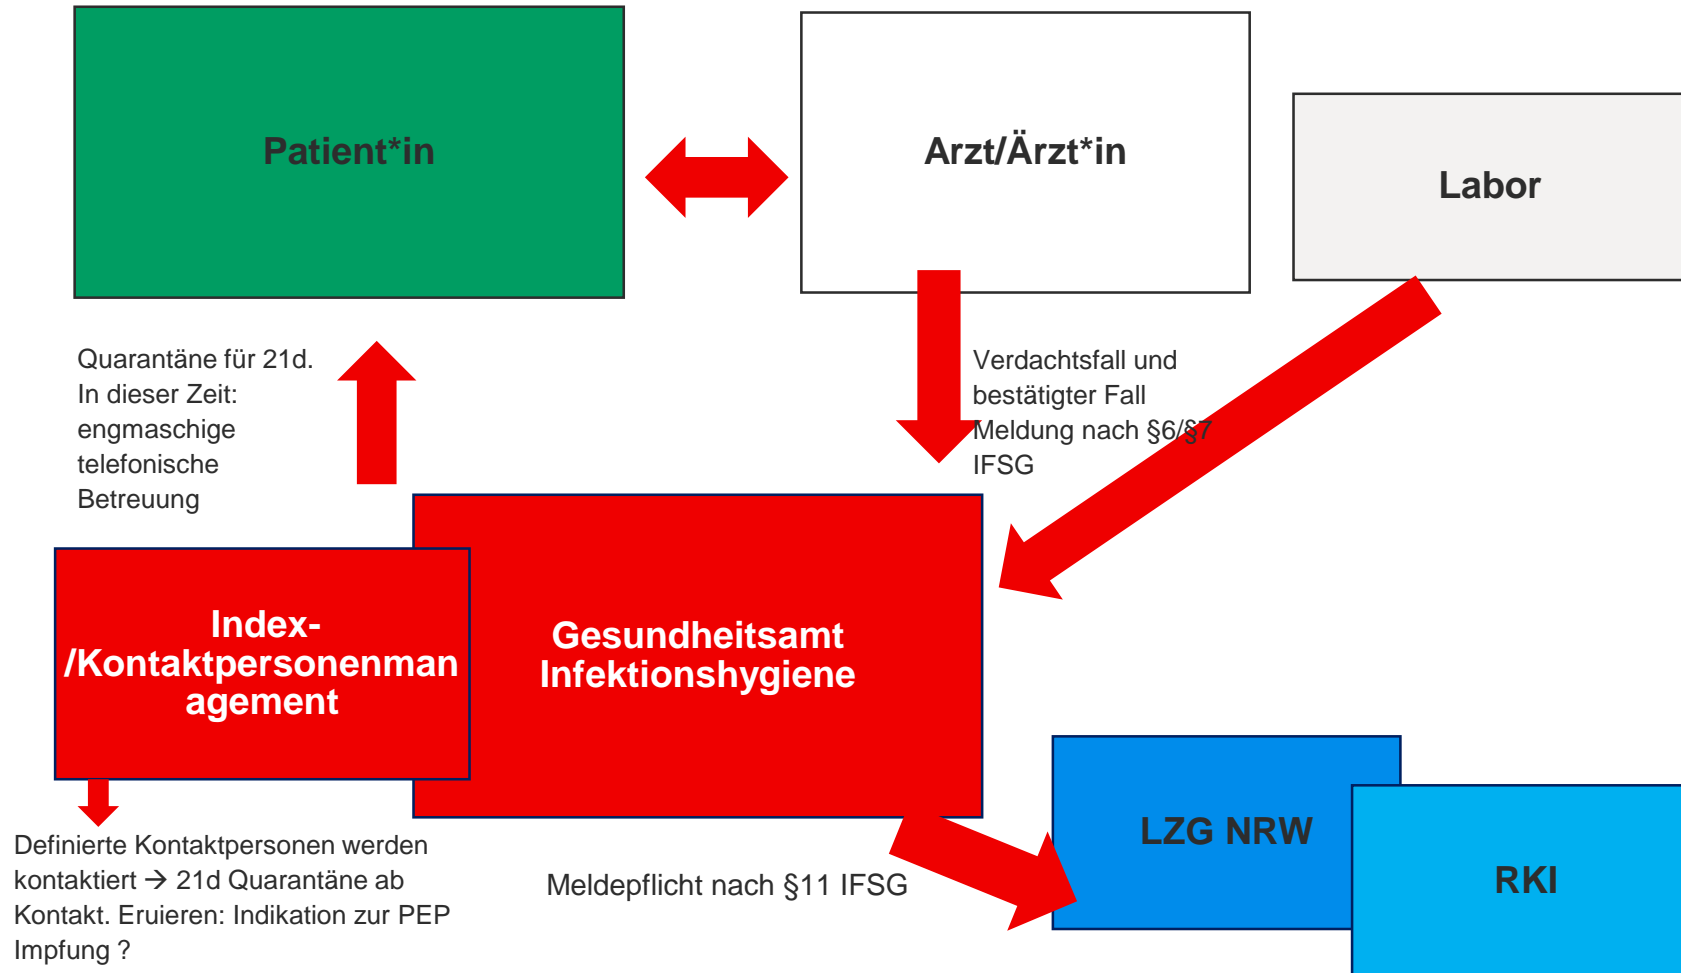 Patient*in
Arzt/Ärzt*in
Labor
Quarantäne für 21d.
In dieser Zeit:
engmaschige
telefonische
Betreuung
Verdachtsfall und
bestätigter Fall
Meldung nach §6/§7
IFSG
Index-
/Kontaktpersonenman
agement
Gesundheitsamt
Infektionshygiene
LZG NRW
RKI
Definierte Kontaktpersonen werden
kontaktiert → 21d Quarantäne ab
Kontakt. Eruieren: Indikation zur PEP
Impfung ?
Meldepflicht nach §11 IFSG